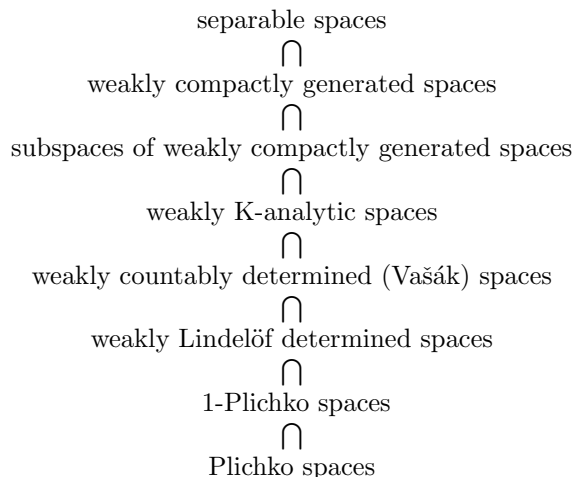 separable spaces
⋂
weakly compactly generated spaces
⋂
subspaces of weakly compactly generated spaces
⋂
weakly K-analytic spaces
⋂
weakly countably determined (Vašák) spaces
⋂
weakly Lindelöf determined spaces
⋂
1-Plichko spaces
⋂
Plichko spaces